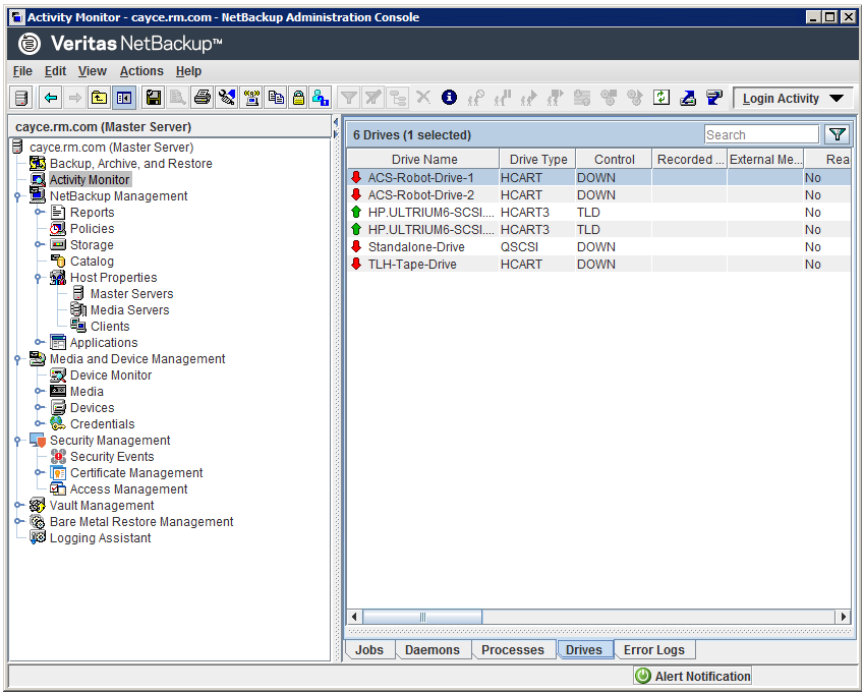 Activity Monitor - cayce.rm.com - NetBackup Administration Console
Veritas NetBackup™
File Edit View Actions Help
Login Activity
cayce.rm.com (Master Server)
cayce.rm.com (Master Server)
Backup, Archive, and Restore
Activity Monitor
NetBackup Management
Reports
Policies
Storage
Catalog
Host Properties
Master Servers
Media Servers
Clients
Applications
Media and Device Management
Device Monitor
Media
Devices
Credentials
Security Management
Security Events
Certificate Management
Access Management
Vault Management
Bare Metal Restore Management
Logging Assistant
6 Drives (1 selected) Search
Drive Name Drive Type Control Recorded ... External Me... Rea
ACS-Robot-Drive-1 HCART DOWN No
ACS-Robot-Drive-2 HCART DOWN No
HP.ULTRIUM6-SCSI.... HCART3 TLD No
HP.ULTRIUM6-SCSI.... HCART3 TLD No
Standalone-Drive QSCSI DOWN No
TLH-Tape-Drive HCART DOWN No
Jobs Daemons Processes Drives Error Logs
Alert Notification